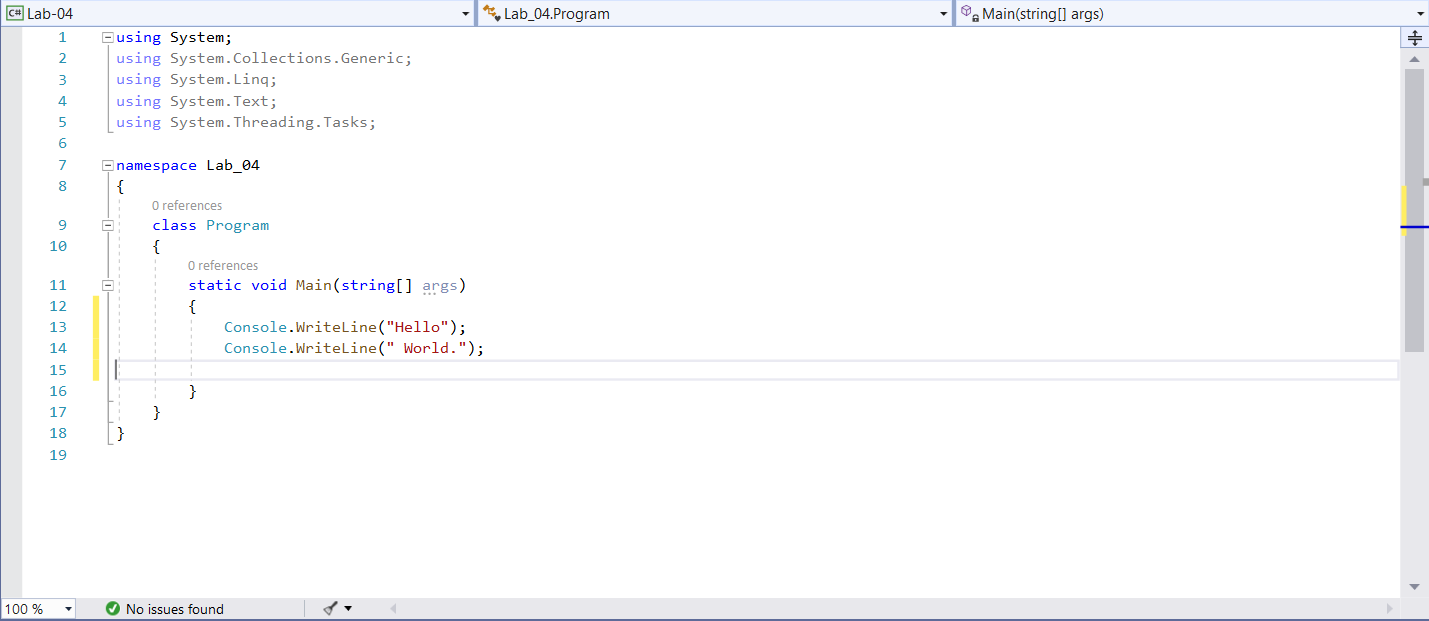 C# Lab-04 Lab_04.Program Main(string[] args)
1 using System;
2 using System.Collections.Generic;
3 using System.Linq;
4 using System.Text;
5 using System.Threading.Tasks;
6
7 namespace Lab_04
8 {
0 references
9 class Program
10 {
0 references
11 static void Main(string[] args)
12 {
13 Console.WriteLine("Hello");
14 Console.WriteLine(" World.");
15
16 }
17 }
18 }
19
100 % No issues found